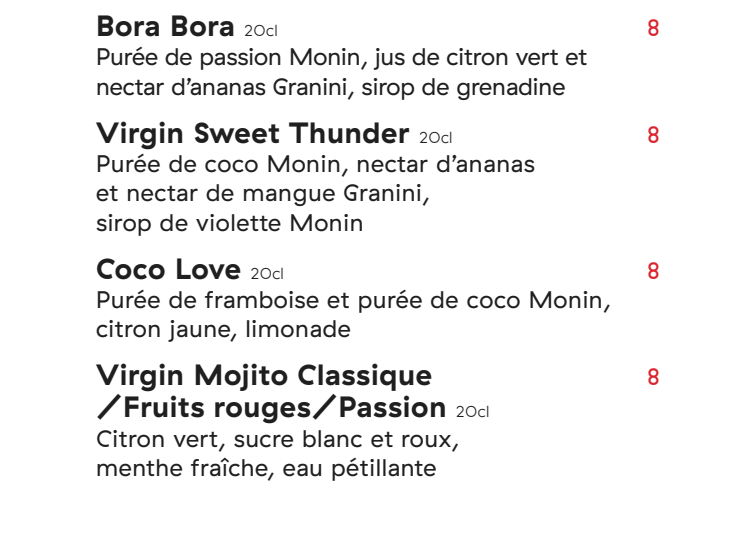 Bora Bora 20cl 8
Purée de passion Monin, jus de citron vert et
nectar d’ananas Granini, sirop de grenadine
Virgin Sweet Thunder 20cl 8
Purée de coco Monin, nectar d’ananas
et nectar de mangue Granini,
sirop de violette Monin
Coco Love 20cl 8
Purée de framboise et purée de coco Monin,
citron jaune, limonade
Virgin Mojito Classique 8
/Fruits rouges/Passion 20cl
Citron vert, sucre blanc et roux,
menthe fraîche, eau pétillante